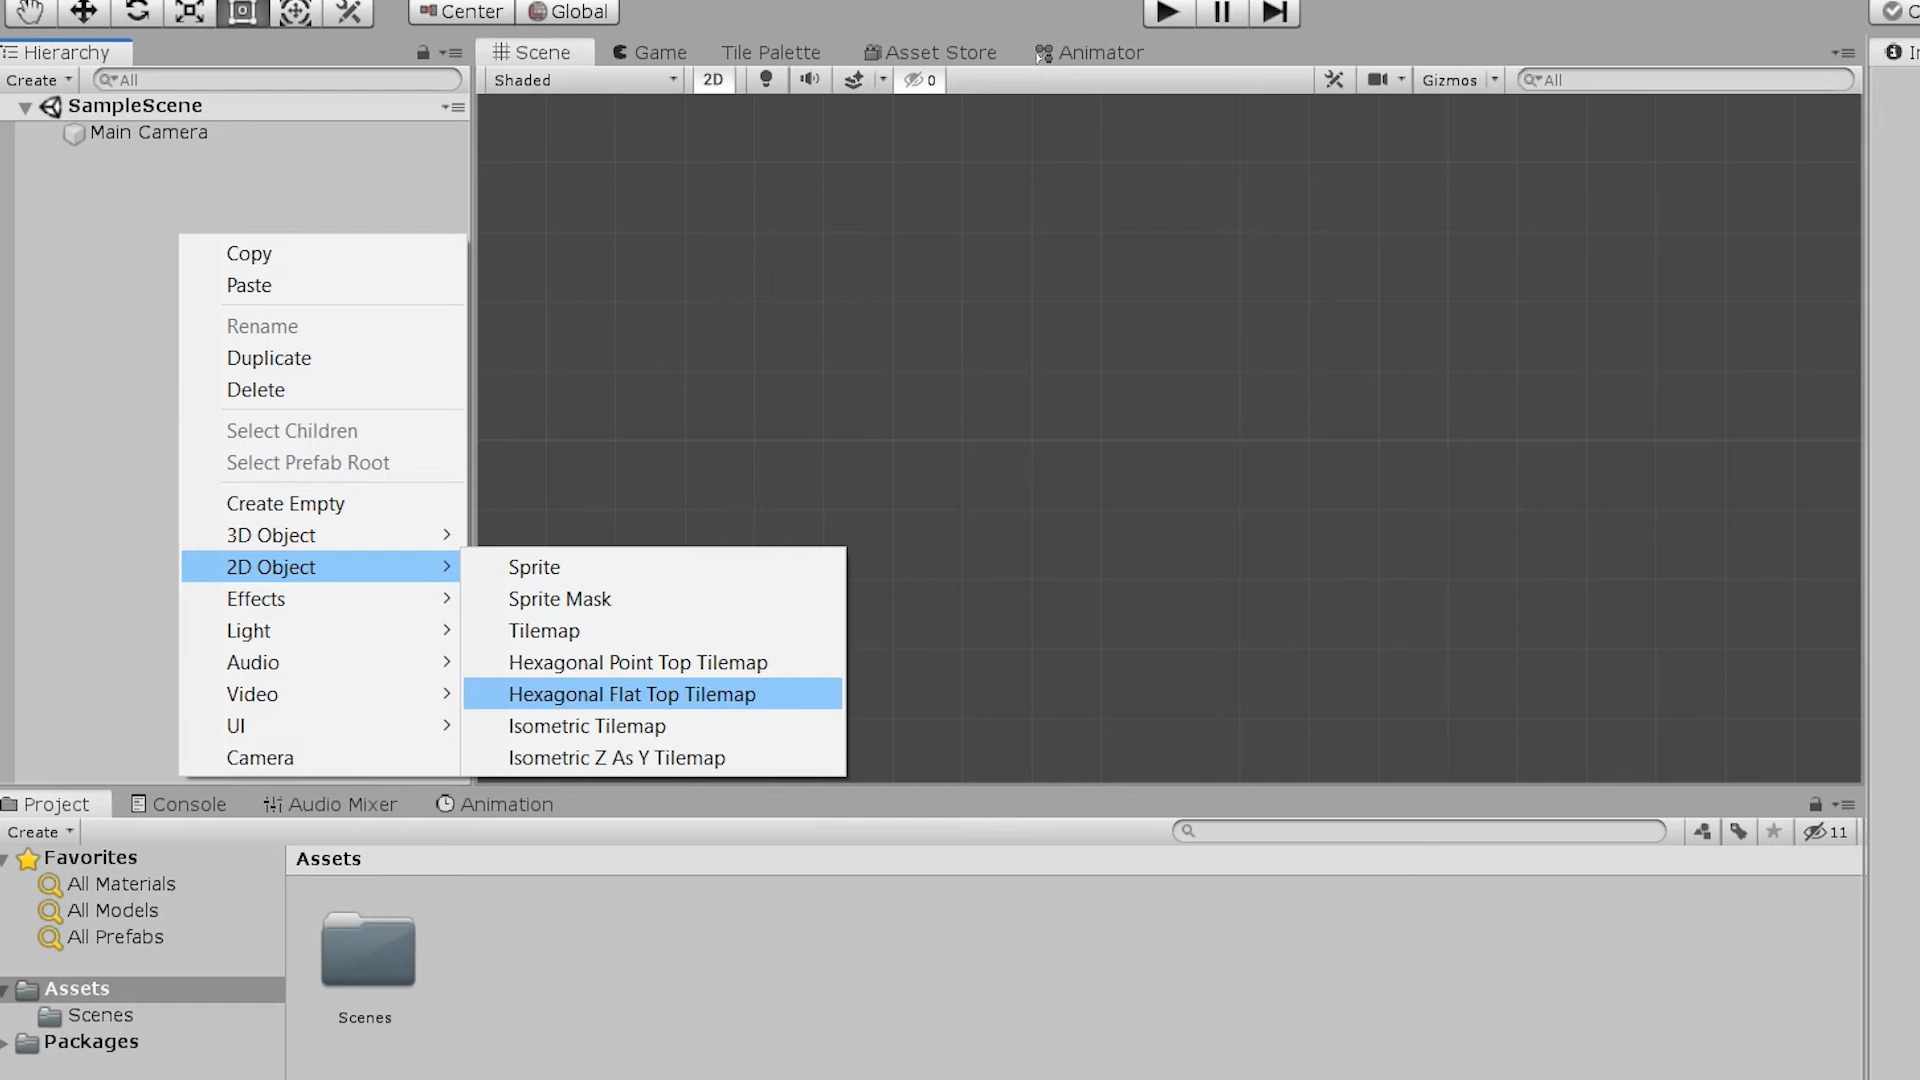 Center
Global
Hierarchy
Scene
Game
Tile Palette
Asset Store
Animator
Create
All
Shaded
2D
0
Gizmos
All
SampleScene
Main Camera
Copy
Paste
Rename
Duplicate
Delete
Select Children
Select Prefab Root
Create Empty
3D Object
2D Object
Effects
Light
Audio
Video
UI
Camera
Sprite
Sprite Mask
Tilemap
Hexagonal Point Top Tilemap
Hexagonal Flat Top Tilemap
Isometric Tilemap
Isometric Z As Y Tilemap
Project
Console
Audio Mixer
Animation
Create
11
Favorites
All Materials
All Models
All Prefabs
Assets
Scenes
Packages
Assets
Scenes